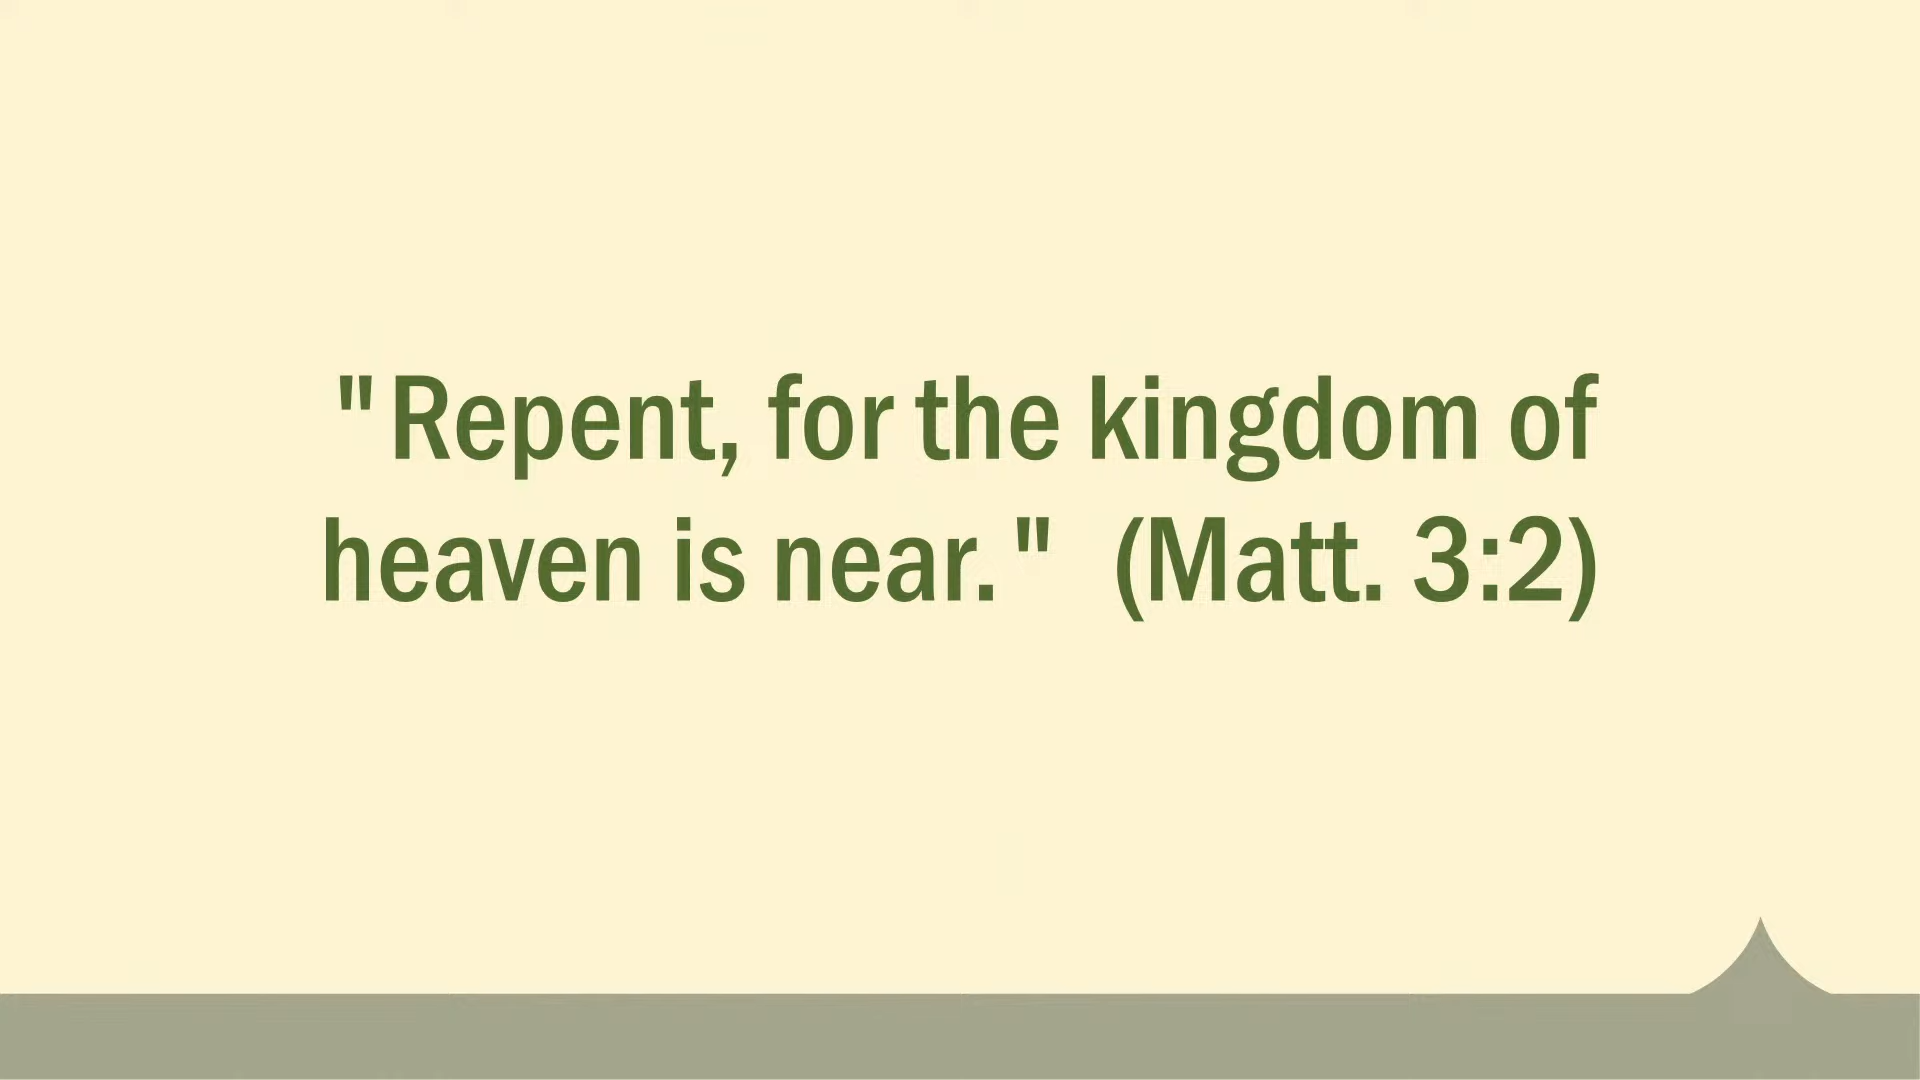 "Repent, for the kingdom of
heaven is near." (Matt. 3:2)